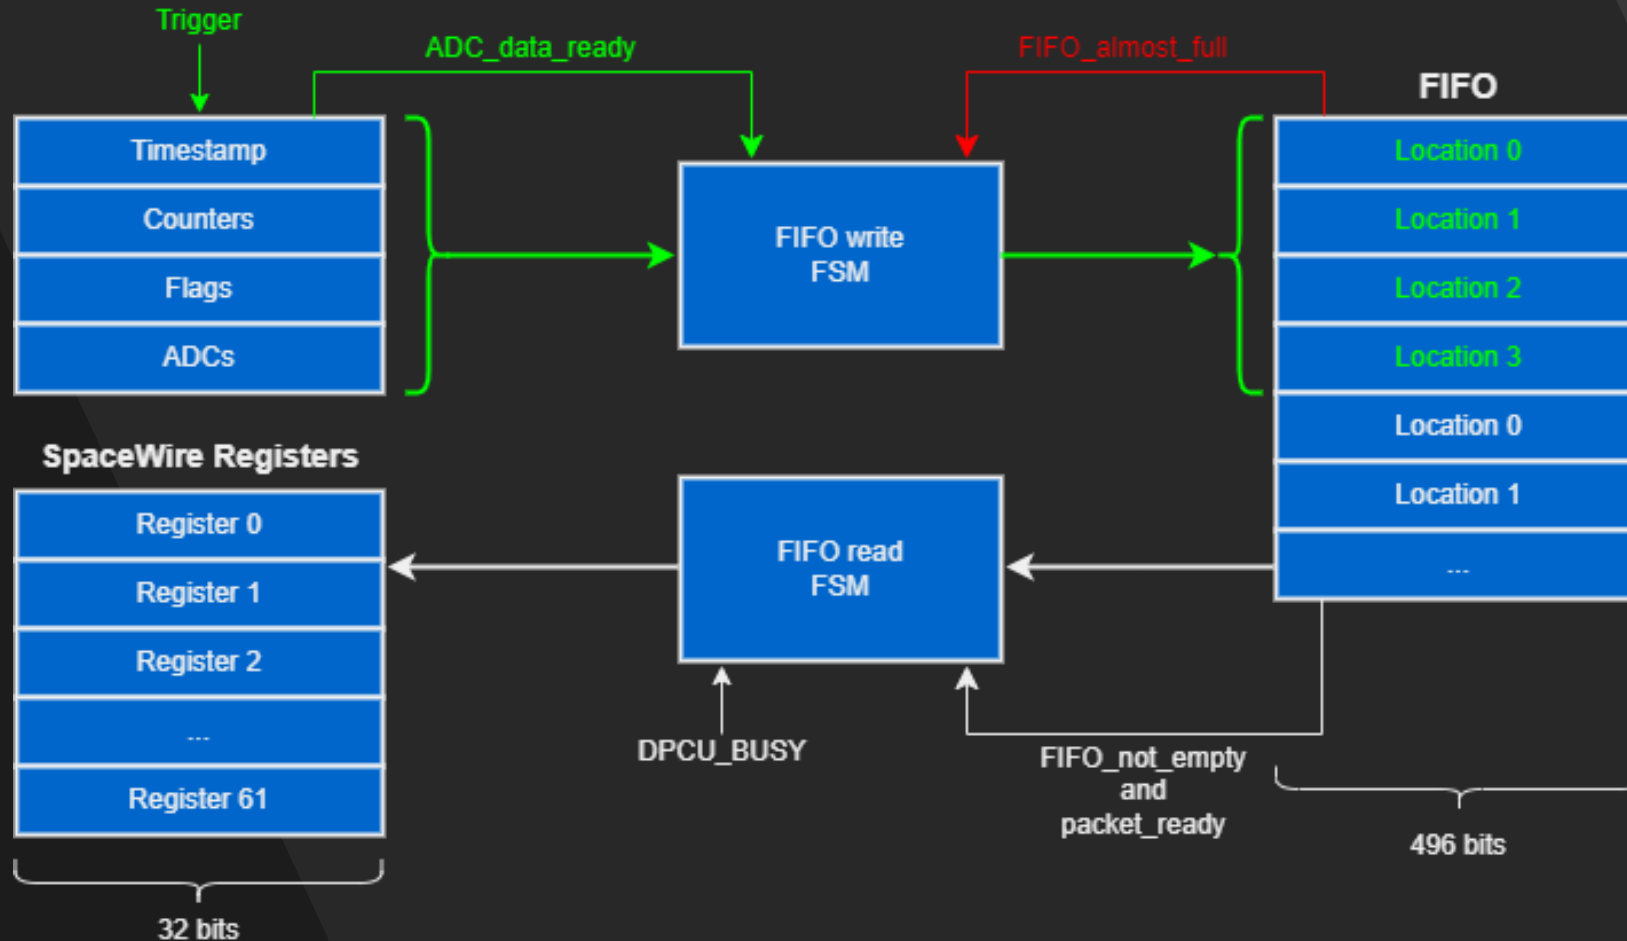 Trigger
ADC_data_ready
FIFO_almost_full
FIFO
Timestamp
Counters
Flags
ADCs
FIFO write
FSM
Location 0
Location 1
Location 2
Location 3
Location 0
Location 1
...
SpaceWire Registers
Register 0
Register 1
Register 2
...
Register 61
32 bits
FIFO read
FSM
DPCU_BUSY
FIFO_not_empty
and
packet_ready
496 bits